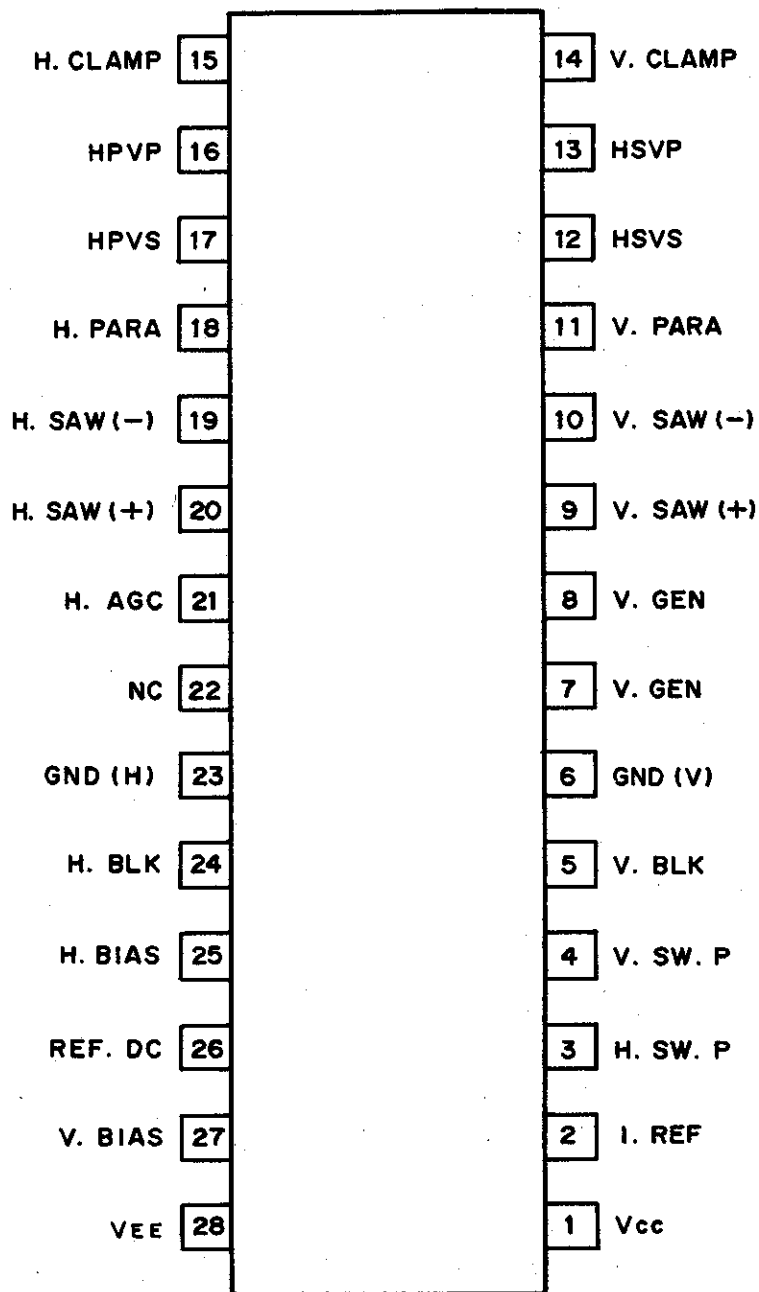 H. CLAMP 15 14 V. CLAMP
HPVP 16 13 HSVP
HPVS 17 12 HSVS
H. PARA 18 11 V. PARA
H. SAW (−) 19 10 V. SAW (−)
H. SAW (+) 20 9 V. SAW (+)
H. AGC 21 8 V. GEN
NC 22 7 V. GEN
GND (H) 23 6 GND (V)
H. BLK 24 5 V. BLK
H. BIAS 25 4 V. SW. P
REF. DC 26 3 H. SW. P
V. BIAS 27 2 I. REF
VEE 28 1 Vcc